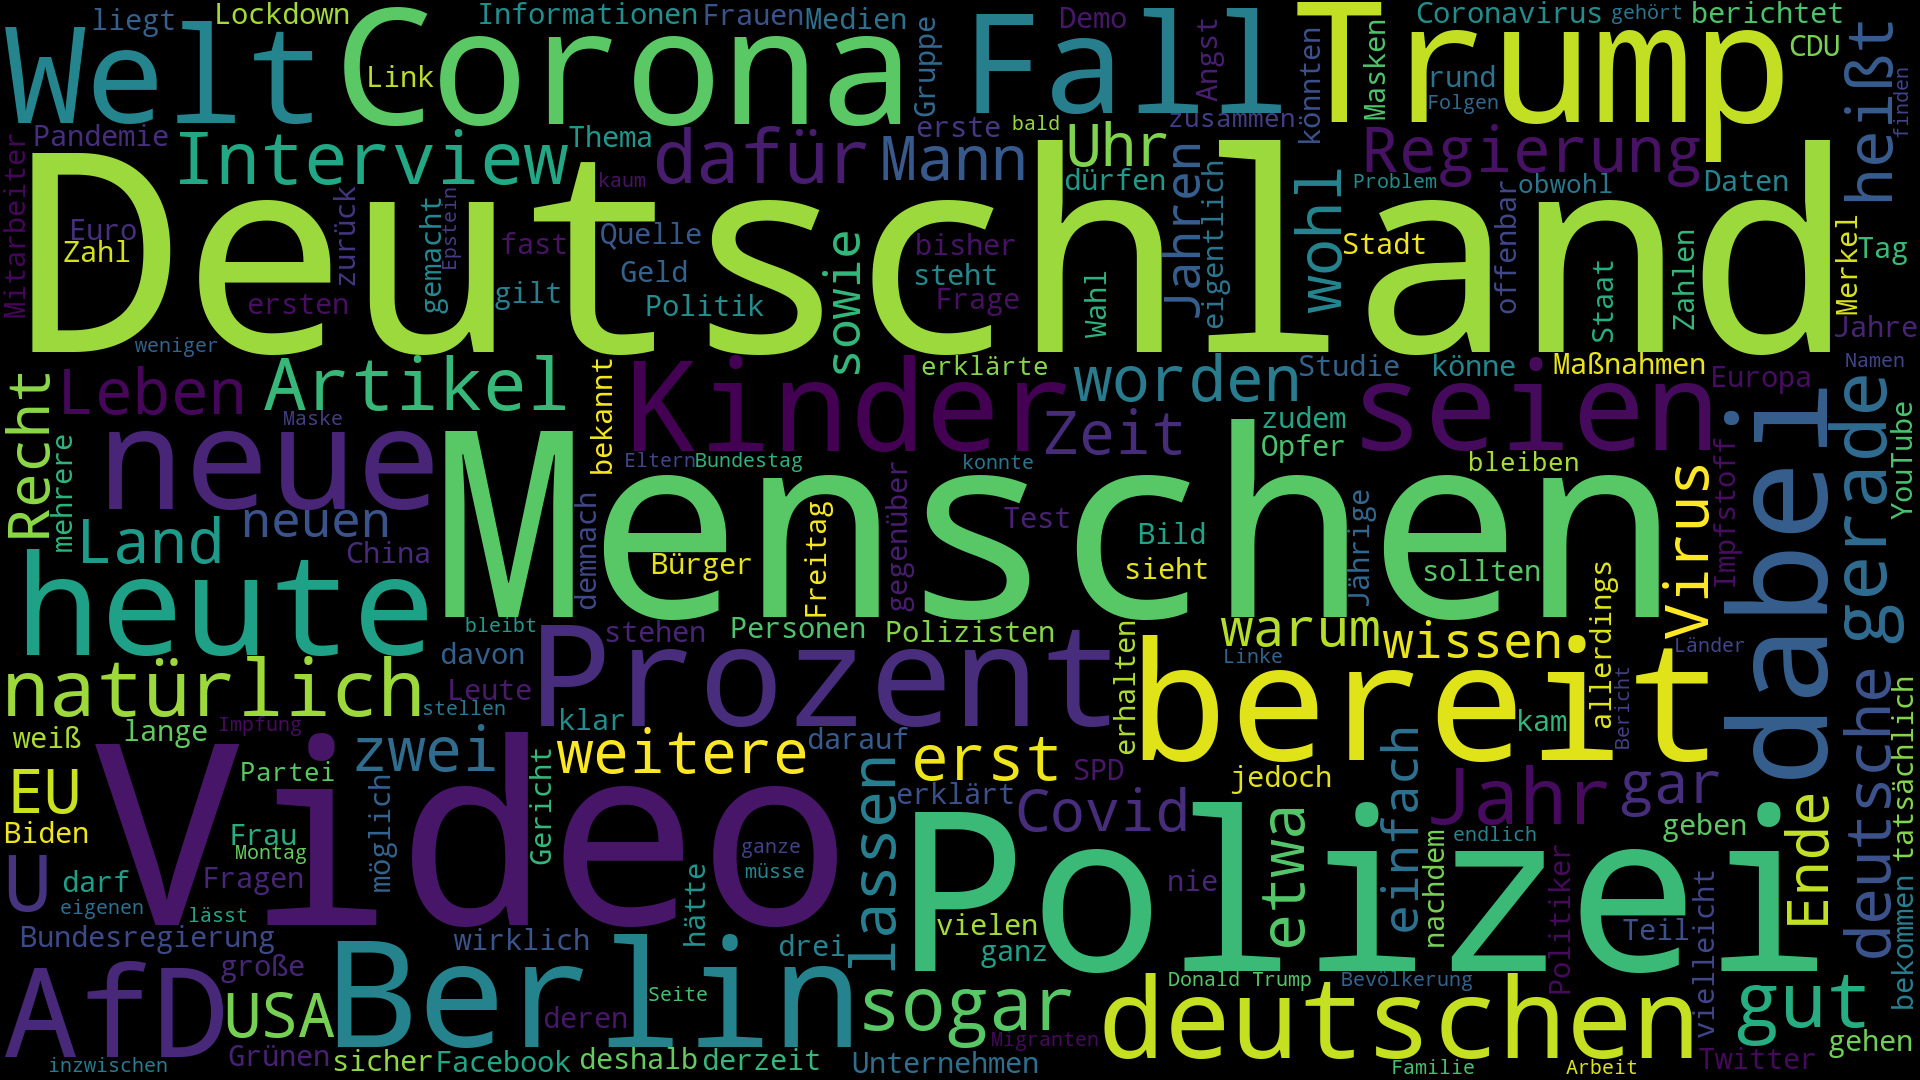 liegt
Lockdown
Informationen
Frauen
Medien
Demo
Coronavirus
gehört
berichtet
Welt
Corona
Link
Gruppe
Fall
Angst
könnten
Trump
Masken
rund
Folgen
CDU
heißt
finden
Pandemie
Interview
Thema
dafür
Mann
erste
bald
Uhr
zusammen
Regierung
Mitarbeiter
kaum
dürfen
Problem
obwohl
Daten
Deutschland
Euro
Zahl
zurück
gemacht
Epstein
fast
Quelle
sowie
bisher
Jahren
eigentlich
wohl
Stadt
offenbar
Merkel
Tag
ersten
gilt
Geld
Politik
steht
Frage
Wahl
Staat
Zahlen
Jahre
weniger
Recht
Leben
Artikel
bekannt
Kinder
erklärte
worden
Studie
könne
Maßnahmen
Europa
Namen
seien
Maske
neue
Zeit
zudem
Opfer
dabei
gerade
YouTube
mehrere
Eltern
Bundestag
konnte
bleiben
Virus
Impfstoff
Land
neuen
China
Menschen
demnach
Freitag
gegenüber
Test
Bild
Jährige
Bürger
sieht
sollten
allerdings
heute
bleibt
stehen
Personen
Polizisten
erhalten
warum
wissen
Länder
natürlich
davon
Leute
Prozent
Linke
bereit
Bericht
deutsche
tatsächlich
stellen
klar
kam
weiß
lange
Impfung
zwei
weitere
darauf
erst
SPD
jedoch
EU
Partei
möglich
Gericht
Video
lassen
erklärt
Covid
etwa
einfach
Jahr
gar
Ende
Biden
Frau
Montag
ganze
müsse
endlich
geben
U
darf
Fragen
hätte
Polizei
nie
nachdem
Politiker
eigenen
lässt
vielen
Teil
vielleicht
bekommen
Bundesregierung
wirklich
drei
ganz
AfD
große
Berlin
Seite
sogar
Donald Trump
Bevölkerung
gut
USA
deren
deutschen
Migranten
inzwischen
Grünen
sicher
Facebook
deshalb
derzeit
Unternehmen
Familie
Arbeit
Twitter
gehen